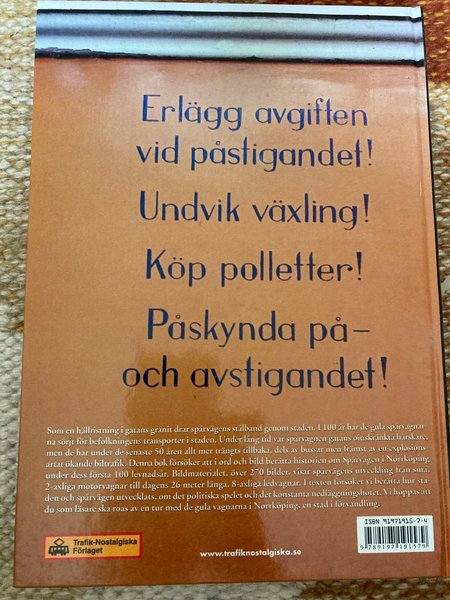 Erlägg avgiften
vid påstigandet!
Undvik växling!
Köp polletter!
Påskynda på-
och avstigandet!
Som en hällristning i gatans granit drar spårvägens stålband genom staden. I 100 år har de gula spårvagnar
na sörjt för befolkningens transporter i staden. Under lång tid var spårvagnen gatans oinskränkta härskare,
men de har under de senaste 50 åren allt mer trängts tillbaka, dels av bussar men främst av en explosions-
artat ökande biltrafik. Denna bok försöker att i ord och bild berätta historien om Spårvägen i Norrköping
under dess första 100 levnadsår. Bildmaterialet, över 270 bilder, visar spårvägens utveckling från små,
2-axliga motorvagnar till dagens 26 meter långa, 8-axliga ledvagnar. I texten försöker vi berätta hur sta-
den och spårvägen utvecklats, om det politiska spelet och det konstanta nedläggningshotet. Vi hoppas att
du som läsare ska roas av en tur med de gula vagnarna i Norrköping, en stad i förvandling.
Trafik-Nostalgiska
Förlaget
www.trafiknostalgiska.se
ISBN 91971915-7-4
9 789197 191579